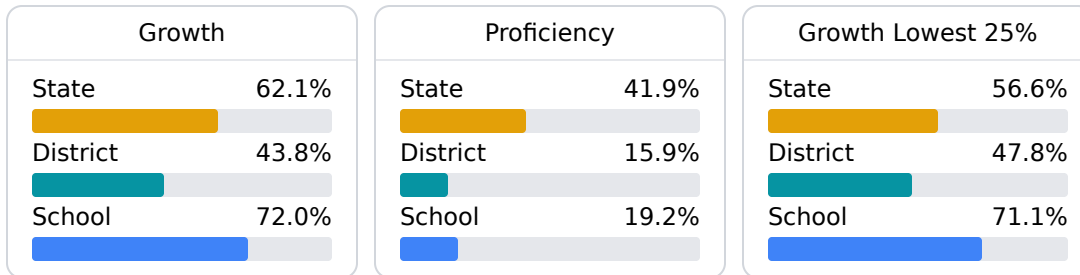 Growth
State 62.1%
District 43.8%
School 72.0%
Proficiency
State 41.9%
District 15.9%
School 19.2%
Growth Lowest 25%
State 56.6%
District 47.8%
School 71.1%